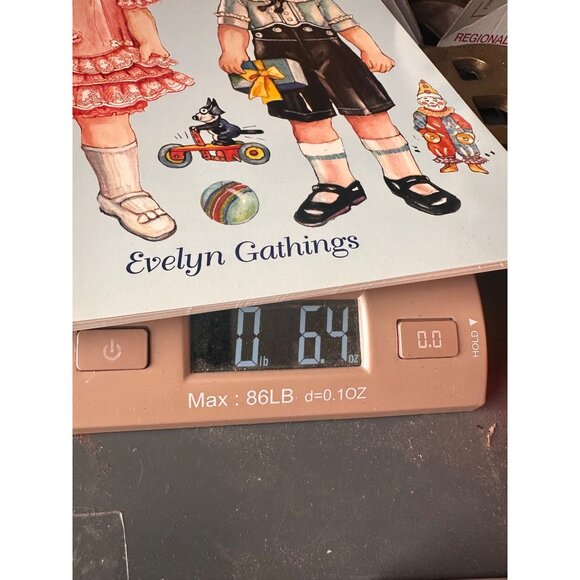 REGIONAL
Evelyn Gathings
0 lb 6.4 oz
0.0
HOLD
Max : 86LB d=0.1OZ